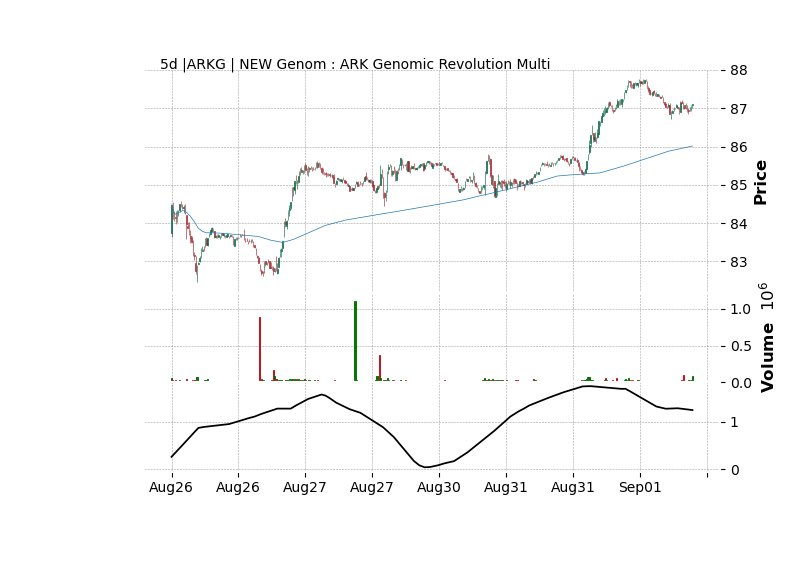 5d |ARKG | NEW Genom : ARK Genomic Revolution Multi
88
87
86
85
84
83
Price
1.0
0.5
0.0
Volume 10^6
1
0
Aug26 Aug26 Aug27 Aug27 Aug30 Aug31 Aug31 Sep01